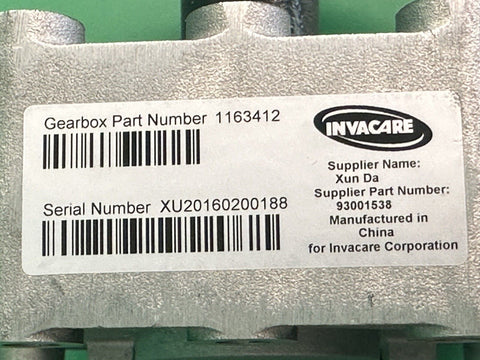 Gearbox Part Number 1163412
Serial Number XU20160200188
INVACARE
Supplier Name:
Xun Da
Supplier Part Number:
93001538
Manufactured in
China
for Invacare Corporation